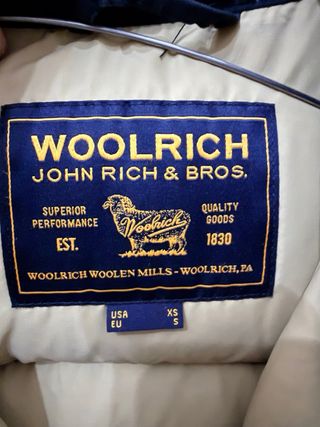 WOOLRICH
JOHN RICH & BROS.
SUPERIOR PERFORMANCE
EST.
Woolrich
QUALITY GOODS
1830
WOOLRICH WOOLEN MILLS - WOOLRICH, PA
USA XS
EU S